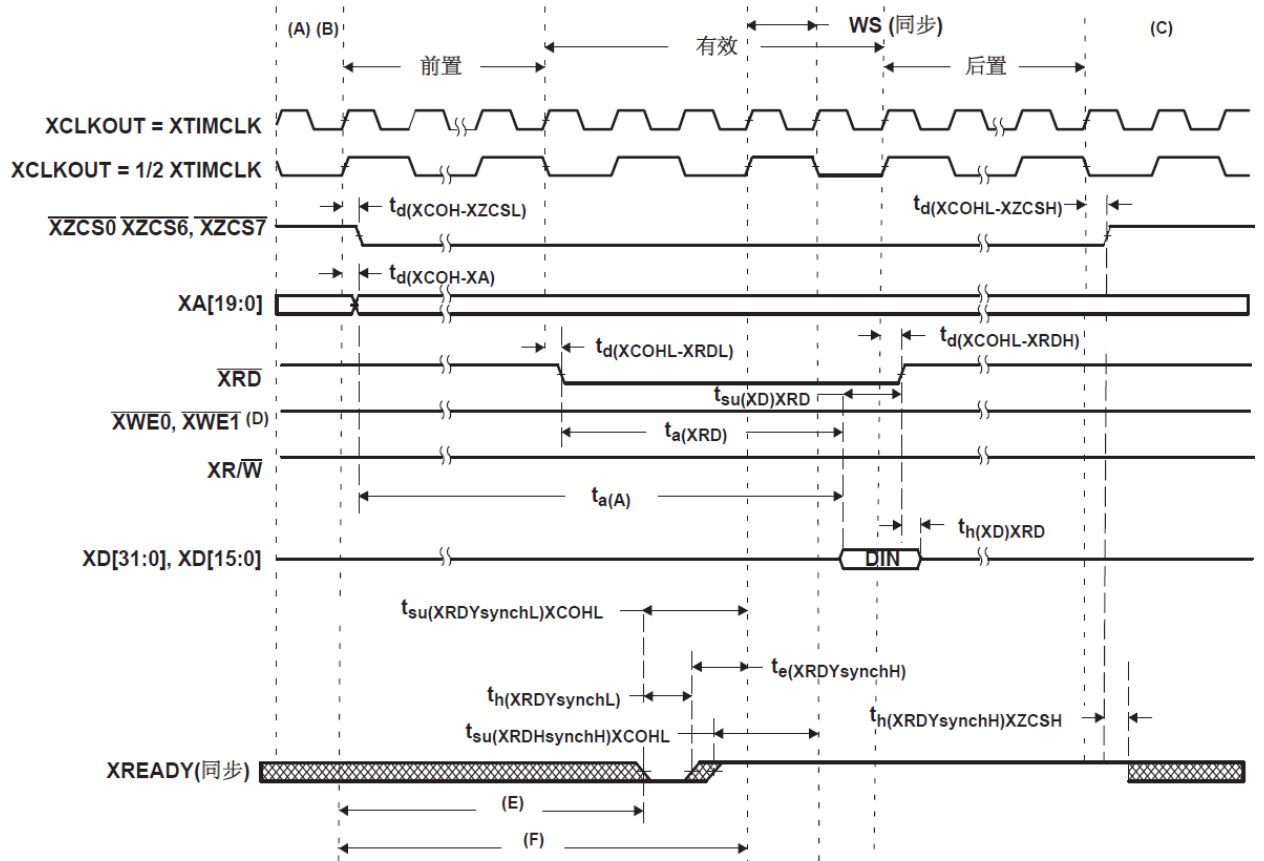 (A) (B)
WS (同步)
(C)
有效
前置
后置
XCLKOUT = XTIMCLK
XCLKOUT = 1/2 XTIMCLK
td(XCOH-XZCSL)
td(XCOHL-XZCSH)
XZCS0 XZCS6, XZCS7
td(XCOH-XA)
XA[19:0]
td(XCOHL-XRDL)
td(XCOHL-XRDH)
XRD
tsu(XD)XRD
XWE0, XWE1 (D)
ta(XRD)
XR/W
ta(A)
th(XD)XRD
XD[31:0], XD[15:0]
DIN
tsu(XRDYsynchL)XCOHL
te(XRDYsynchH)
th(XRDYsynchL)
th(XRDYsynchH)XZCSH
tsu(XRDHsynchH)XCOHL
XREADY(同步)
(E)
(F)